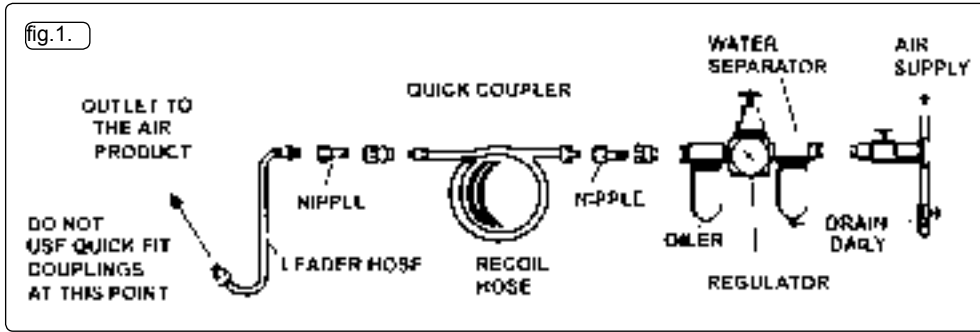 fig.1.
WATER
SEPARATOR
AIR
SUPPLY
QUICK COUPLER
OUTLET TO
THE AIR
PRODUCT
NIPPLE
NIPPLE
DO NOT
USE QUICK FIT
COUPLINGS
AT THIS POINT
LEADER HOSE
RECOIL
HOSE
OILER
REGULATOR
DRAIN
DAILY